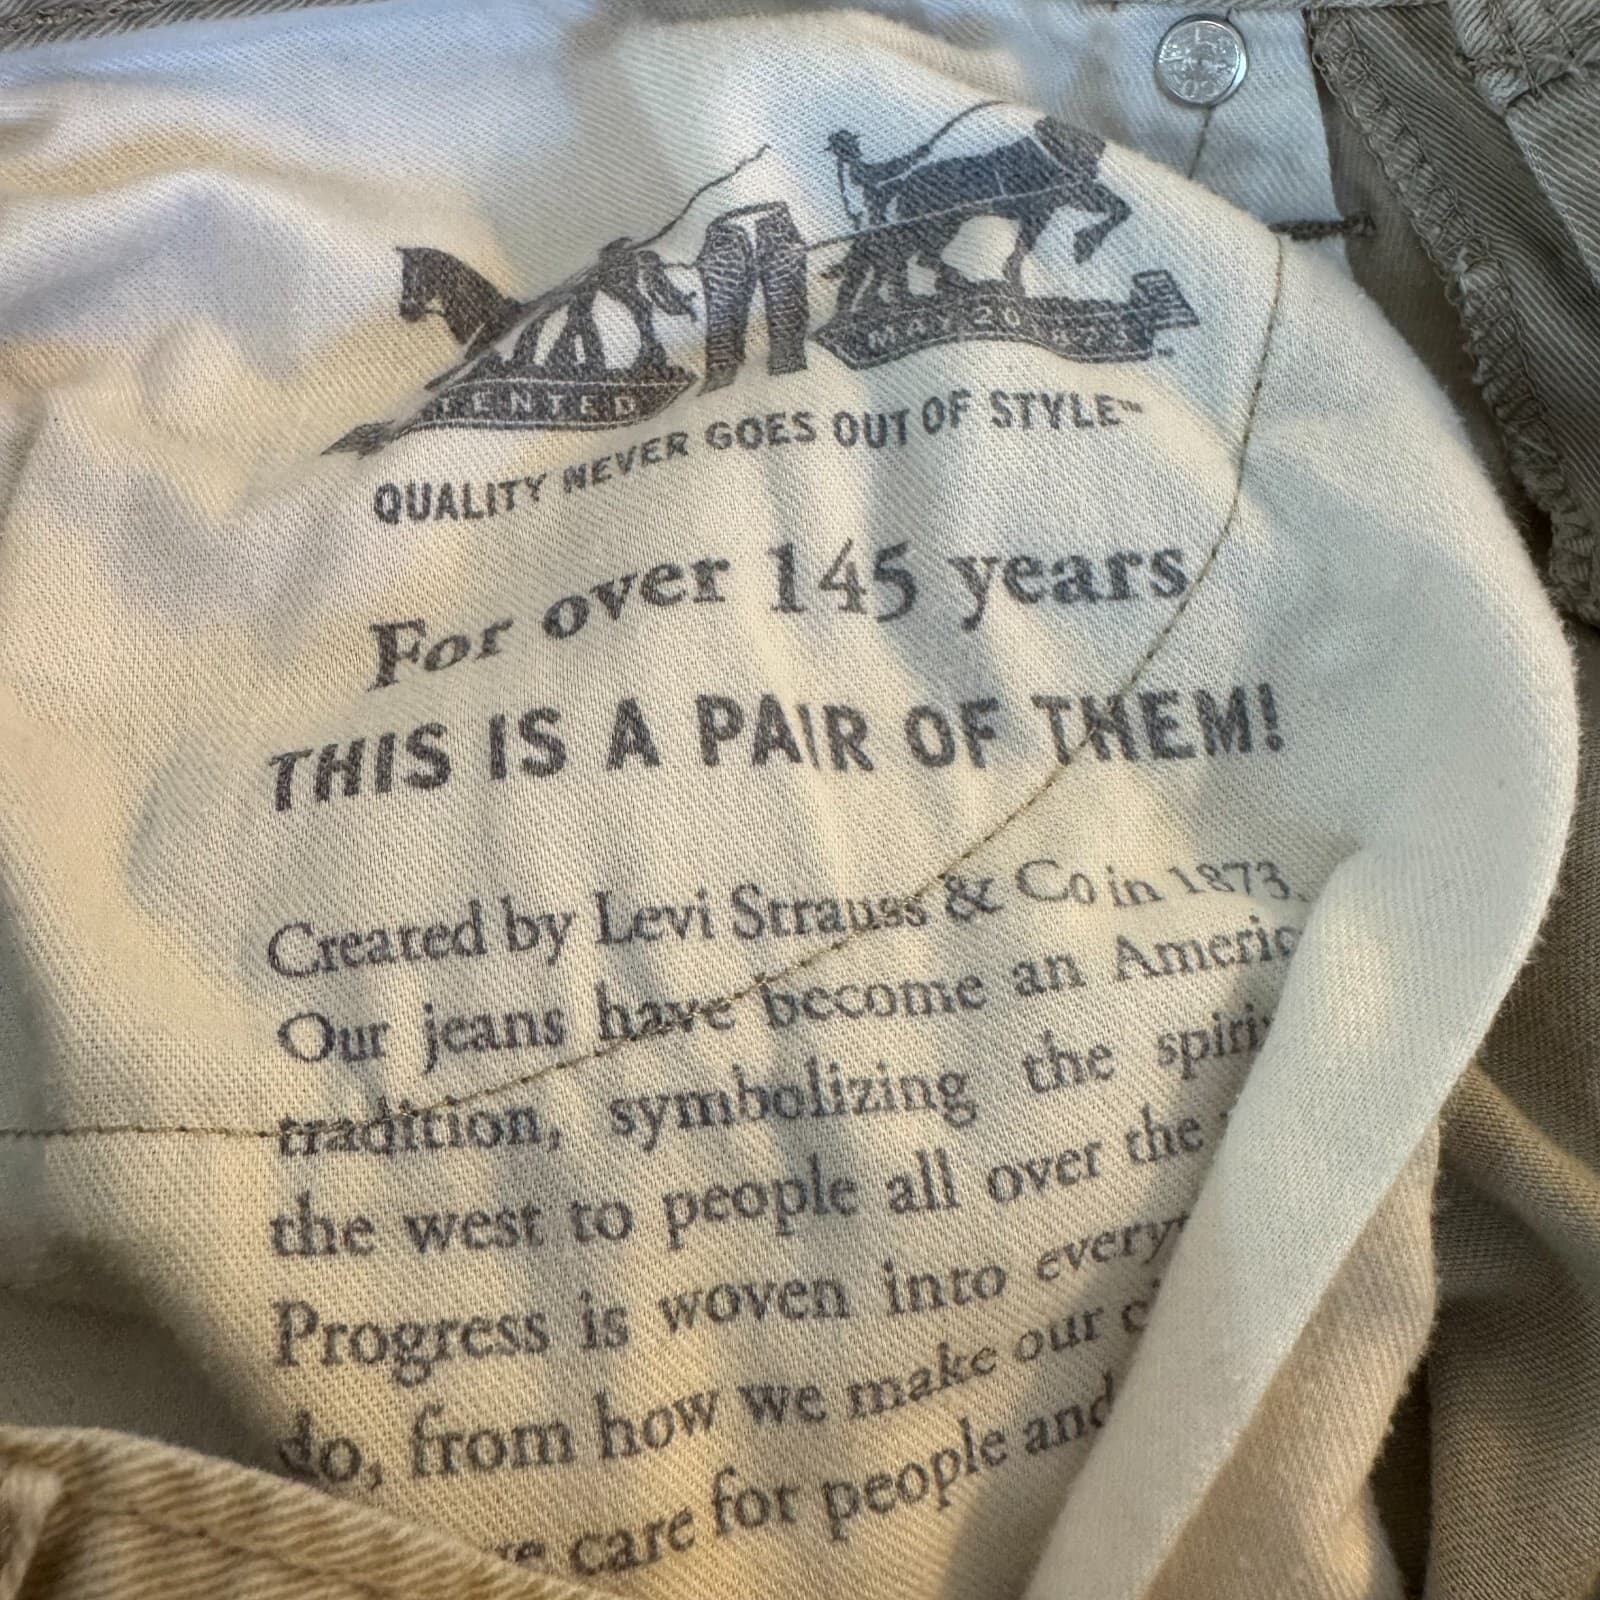 MAY 20 1873
ENTED
QUALITY NEVER GOES OUT OF STYLE™
For over 145 years
THIS IS A PAIR OF THEM!
Created by Levi Strauss & Co in 1873.
Our jeans have become an Americ
tradition, symbolizing the spirit
the west to people all over the
Progress is woven into every
do, from how we make our c
care for people and